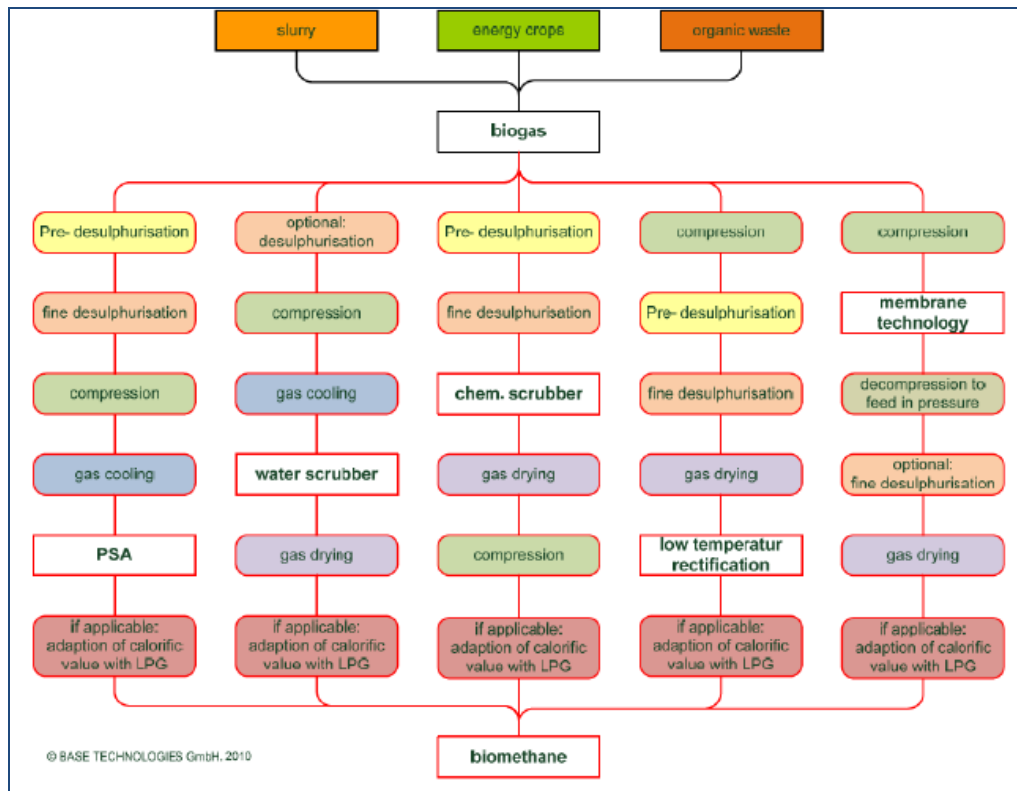 slurry
energy crops
organic waste
biogas
Pre- desulphurisation
optional:
desulphurisation
Pre- desulphurisation
compression
compression
fine desulphurisation
compression
fine desulphurisation
Pre- desulphurisation
membrane
technology
compression
gas cooling
chem. scrubber
fine desulphurisation
decompression to
feed in pressure
gas cooling
water scrubber
gas drying
gas drying
optional:
fine desulphurisation
PSA
gas drying
compression
low temperatur
rectification
gas drying
if applicable:
adaption of calorific
value with LPG
if applicable:
adaption of calorific
value with LPG
if applicable:
adaption of calorific
value with LPG
if applicable:
adaption of calorific
value with LPG
if applicable:
adaption of calorific
value with LPG
© BASE TECHNOLOGIES GmbH. 2010
biomethane